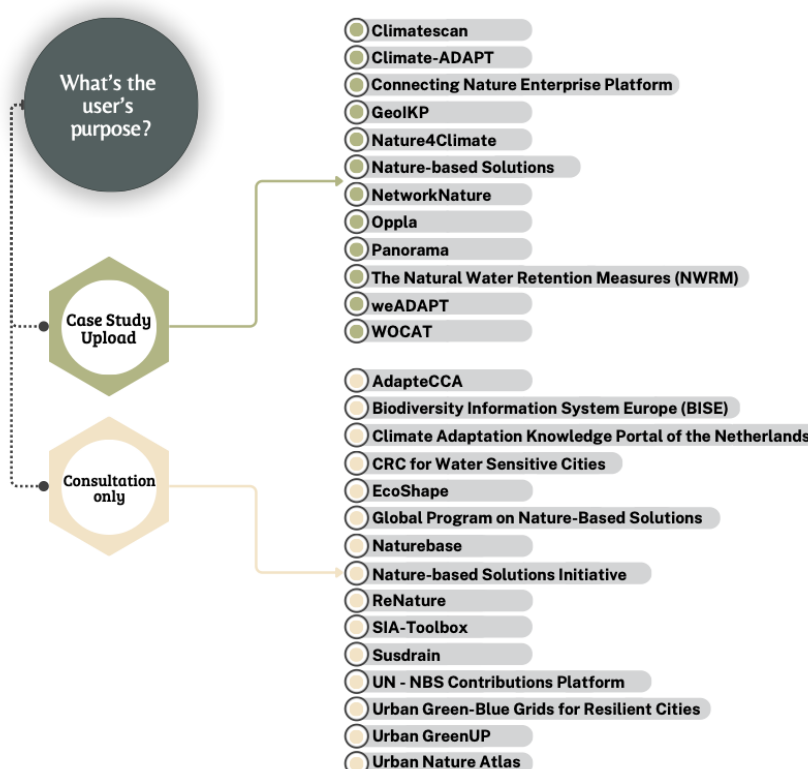 What's the
user's
purpose?
Climatescan
Climate-ADAPT
Connecting Nature Enterprise Platform
GeoIKP
Nature4Climate
Nature-based Solutions
NetworkNature
Oppla
Panorama
The Natural Water Retention Measures (NWRM)
weADAPT
WOCAT
Case Study
Upload
AdapteCCA
Biodiversity Information System Europe (BISE)
Climate Adaptation Knowledge Portal of the Netherlands
CRC for Water Sensitive Cities
EcoShape
Global Program on Nature-Based Solutions
Naturebase
Nature-based Solutions Initiative
ReNature
SIA-Toolbox
Susdrain
UN - NBS Contributions Platform
Urban Green-Blue Grids for Resilient Cities
Urban GreenUP
Urban Nature Atlas
Consultation
only